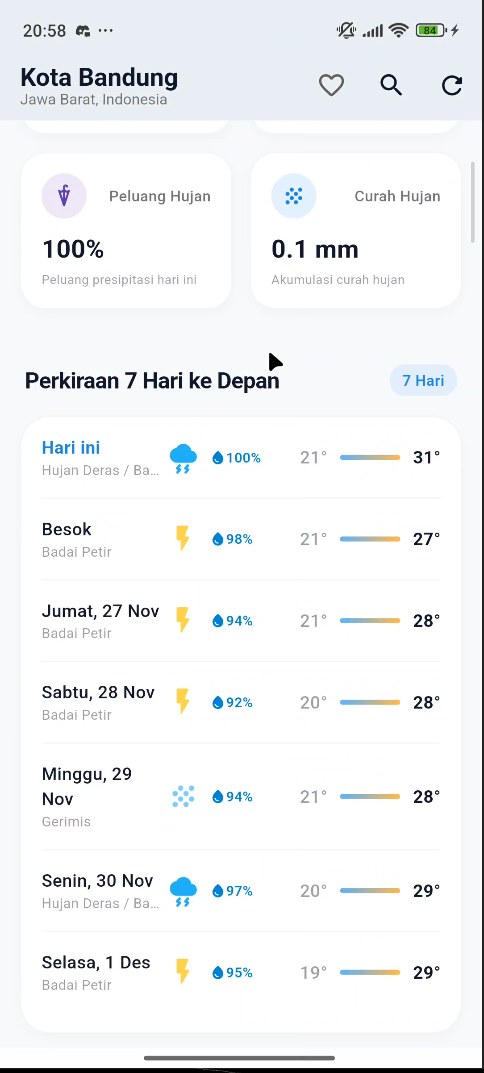 20:58 ···
84
Kota Bandung
Jawa Barat, Indonesia
Peluang Hujan
100%
Peluang presipitasi hari ini
Curah Hujan
0.1 mm
Akumulasi curah hujan
Perkiraan 7 Hari ke Depan
7 Hari
Hari ini
Hujan Deras / Ba...
100%
21° 31°
Besok
Badai Petir
98%
21° 27°
Jumat, 27 Nov
Badai Petir
94%
21° 28°
Sabtu, 28 Nov
Badai Petir
92%
20° 28°
Minggu, 29
Nov
Gerimis
94%
21° 28°
Senin, 30 Nov
Hujan Deras / Ba...
97%
20° 29°
Selasa, 1 Des
Badai Petir
95%
19° 29°